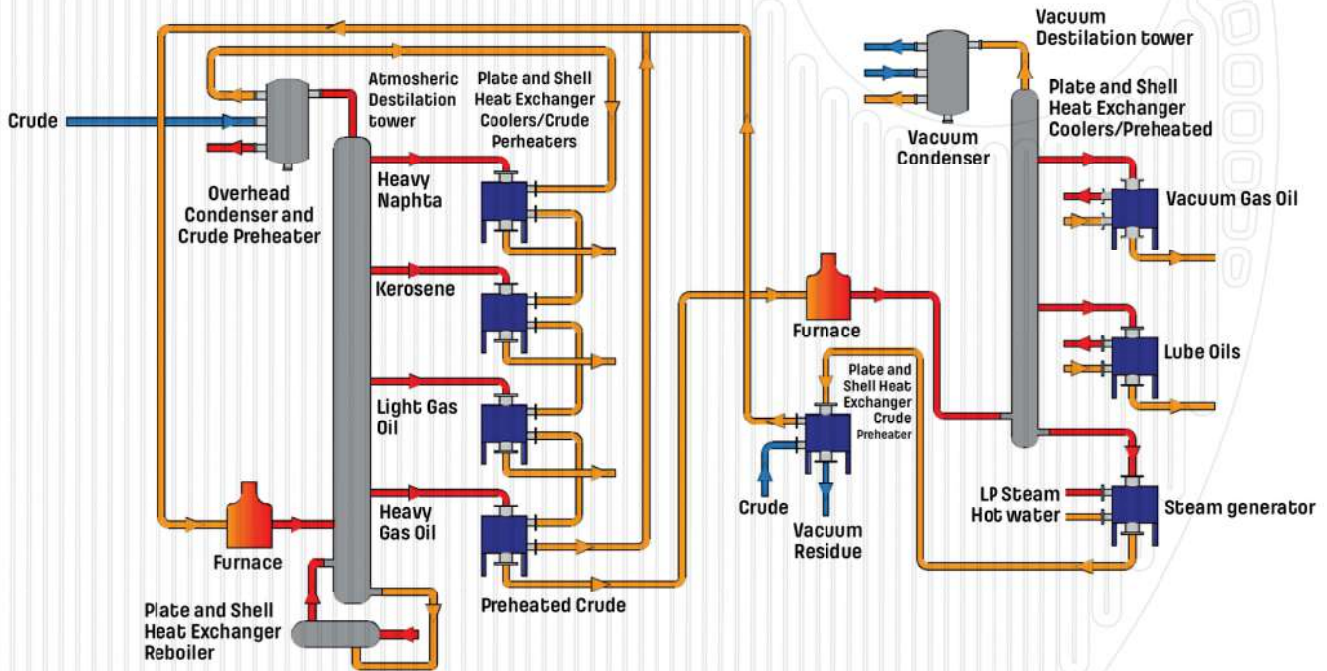 Crude
Overhead
Condenser and
Crude Preheater
Atmosheric
Destilation
tower
Plate and Shell
Heat Exchanger
Coolers/Crude
Perheaters
Heavy
Naphta
Kerosene
Light Gas
Oil
Heavy
Gas Oil
Furnace
Plate and Shell
Heat Exchanger
Reboiler
Preheated Crude
Furnace
Plate and
Shell Heat
Exchanger
Crude
Preheater
Crude
Vacuum
Residue
Vacuum
Condenser
Vacuum
Destilation tower
Plate and Shell
Heat Exchanger
Coolers/Preheated
Vacuum Gas Oil
Lube Oils
LP Steam
Hot water
Steam generator